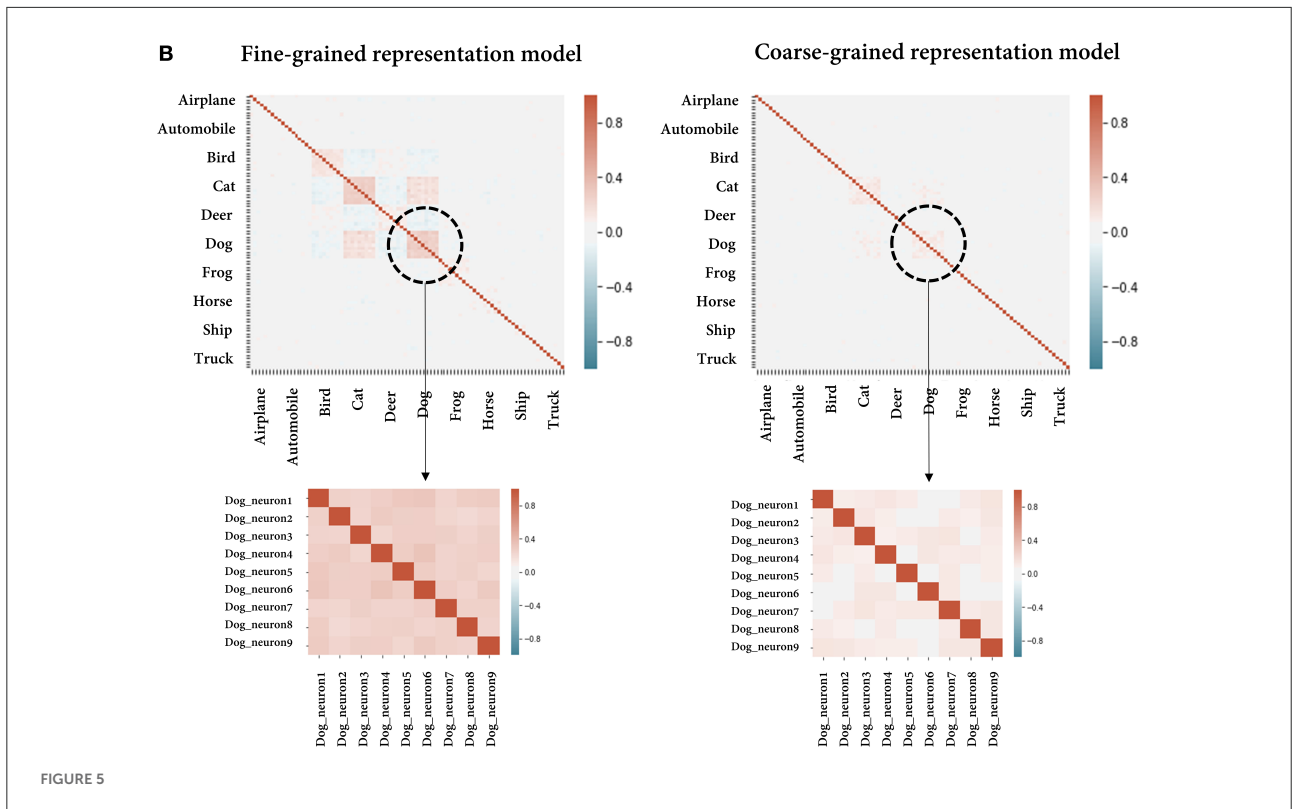 B
Fine-grained representation model
Coarse-grained representation model
Airplane
Automobile
Bird
Cat
Deer
Dog
Frog
Horse
Ship
Truck
0.8
0.4
0.0
−0.4
−0.8
Airplane
Automobile
Bird
Cat
Deer
Dog
Frog
Horse
Ship
Truck
Airplane
Automobile
Bird
Cat
Deer
Dog
Frog
Horse
Ship
Truck
0.8
0.4
0.0
−0.4
−0.8
Airplane
Automobile
Bird
Cat
Deer
Dog
Frog
Horse
Ship
Truck
Dog_neuron1
Dog_neuron2
Dog_neuron3
Dog_neuron4
Dog_neuron5
Dog_neuron6
Dog_neuron7
Dog_neuron8
Dog_neuron9
0.8
0.4
0.0
−0.4
−0.8
Dog_neuron1
Dog_neuron2
Dog_neuron3
Dog_neuron4
Dog_neuron5
Dog_neuron6
Dog_neuron7
Dog_neuron8
Dog_neuron9
Dog_neuron1
Dog_neuron2
Dog_neuron3
Dog_neuron4
Dog_neuron5
Dog_neuron6
Dog_neuron7
Dog_neuron8
Dog_neuron9
0.8
0.4
0.0
−0.4
−0.8
Dog_neuron1
Dog_neuron2
Dog_neuron3
Dog_neuron4
Dog_neuron5
Dog_neuron6
Dog_neuron7
Dog_neuron8
Dog_neuron9
FIGURE 5